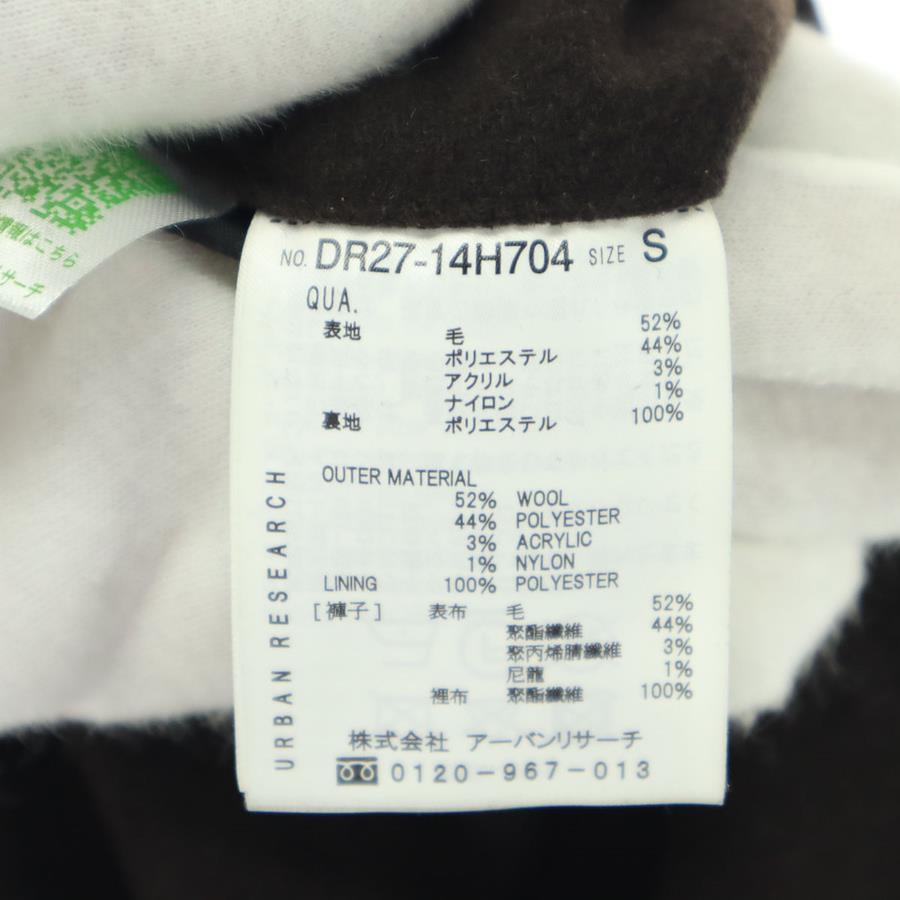 報はこちら
サーチ
NO. DR27-14H704 SIZE S
QUA.
表地 毛 52%
ポリエステル 44%
アクリル 3%
ナイロン 1%
裏地 ポリエステル 100%
OUTER MATERIAL
52% WOOL
44% POLYESTER
3% ACRYLIC
1% NYLON
LINING 100% POLYESTER
[褲子] 表布 毛 52%
聚酯纖維 44%
聚丙烯腈纖維 3%
尼龍 1%
裡布 聚酯纖維 100%
株式会社 アーバンリサーチ
0120-967-013
URBAN RESEARCH